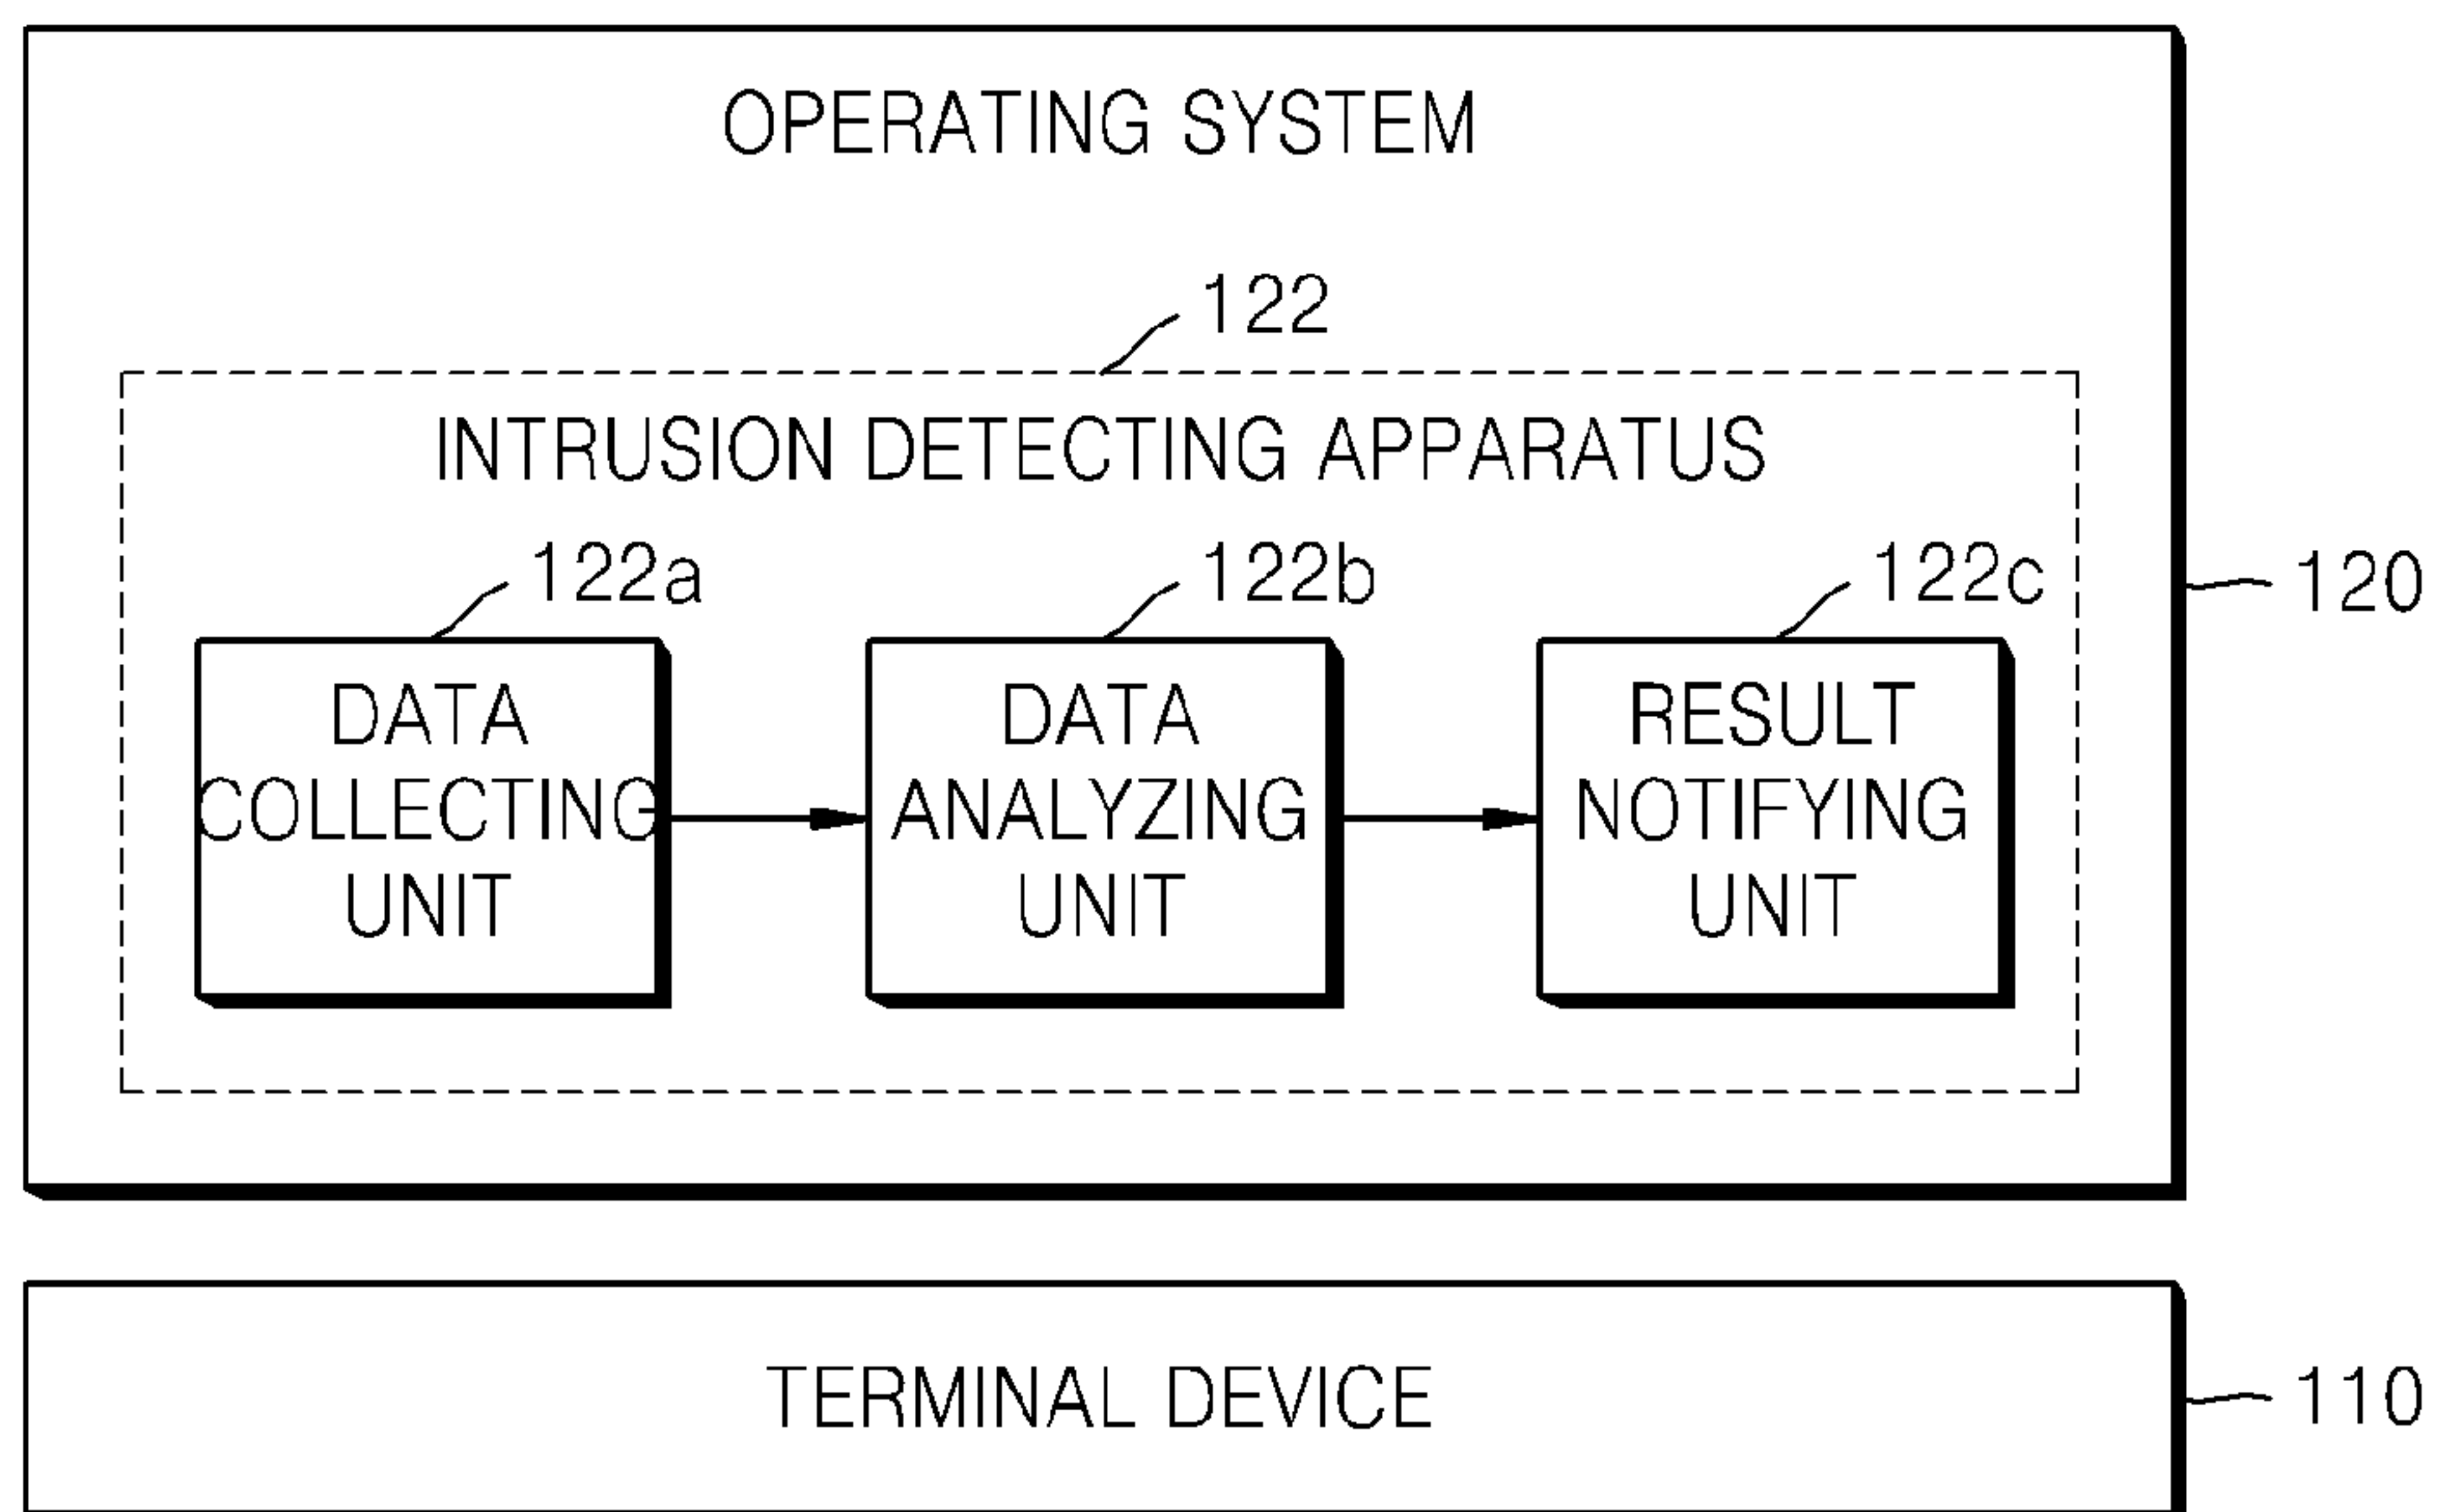 OPERATING SYSTEM
122
INTRUSION DETECTING APPARATUS
122a
122b
122c
120
DATA
COLLECTING
UNIT
DATA
ANALYZING
UNIT
RESULT
NOTIFYING
UNIT
TERMINAL DEVICE
110